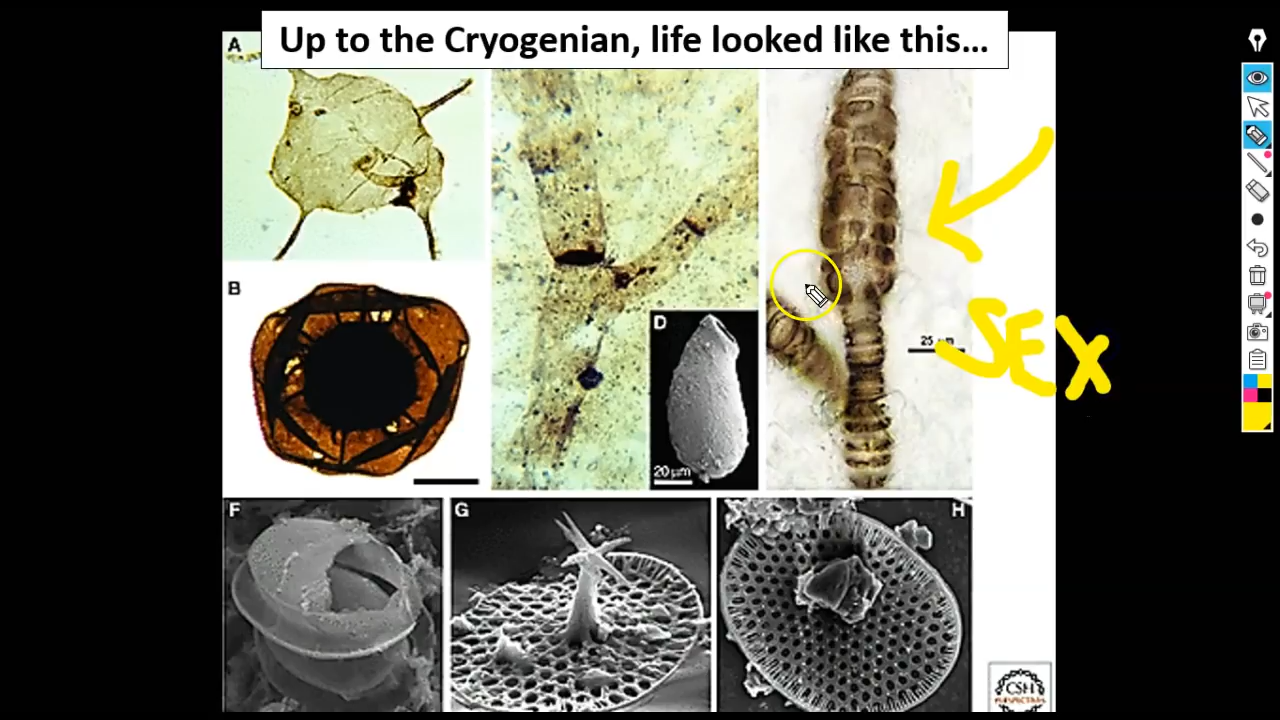 Up to the Cryogenian, life looked like this...
A
B
D
20 µm
25 µm
SEX
F
G
H
CSH